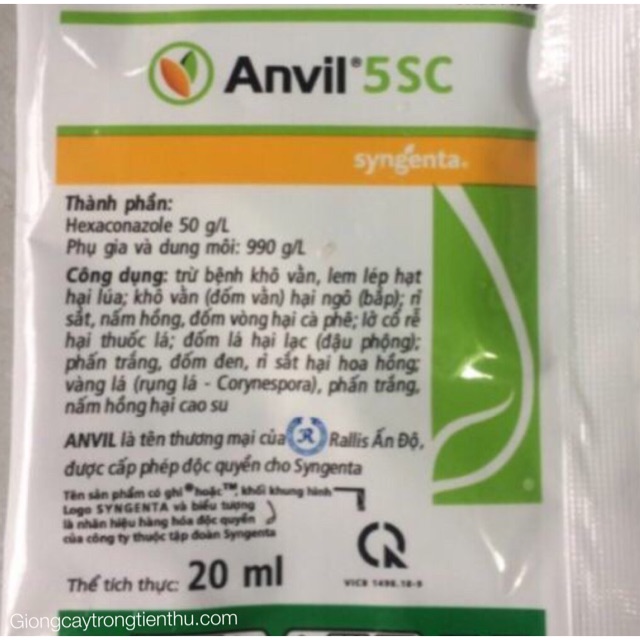 Anvil® 5SC
syngenta.
Thành phần:
Hexaconazole 50 g/L
Phụ gia và dung môi: 990 g/L
Công dụng: trừ bệnh khô vằn, lem lép hạt
hại lúa; khô vằn (đốm vằn) hại ngô (bắp); rỉ
sắt, nấm hồng, đốm vòng hại cà phê; lở cổ rễ
hại thuốc lá; đốm lá hại lạc (đậu phộng);
phấn trắng, đốm đen, rỉ sắt hại hoa hồng;
vàng lá (rụng lá - Corynespora), phấn trắng,
nấm hồng hại cao su
ANVIL là tên thương mại của R Rallis Ấn Độ,
được cấp phép độc quyền cho Syngenta
Tên sản phẩm có ghi ® hoặc ™, khối khung hình
Logo SYNGENTA và biểu tượng
là nhãn hiệu hàng hóa độc quyền
của công ty thuộc tập đoàn Syngenta
Thể tích thực: 20 ml
VICB 1496.10-9
Giongcaytrongtienthu.com